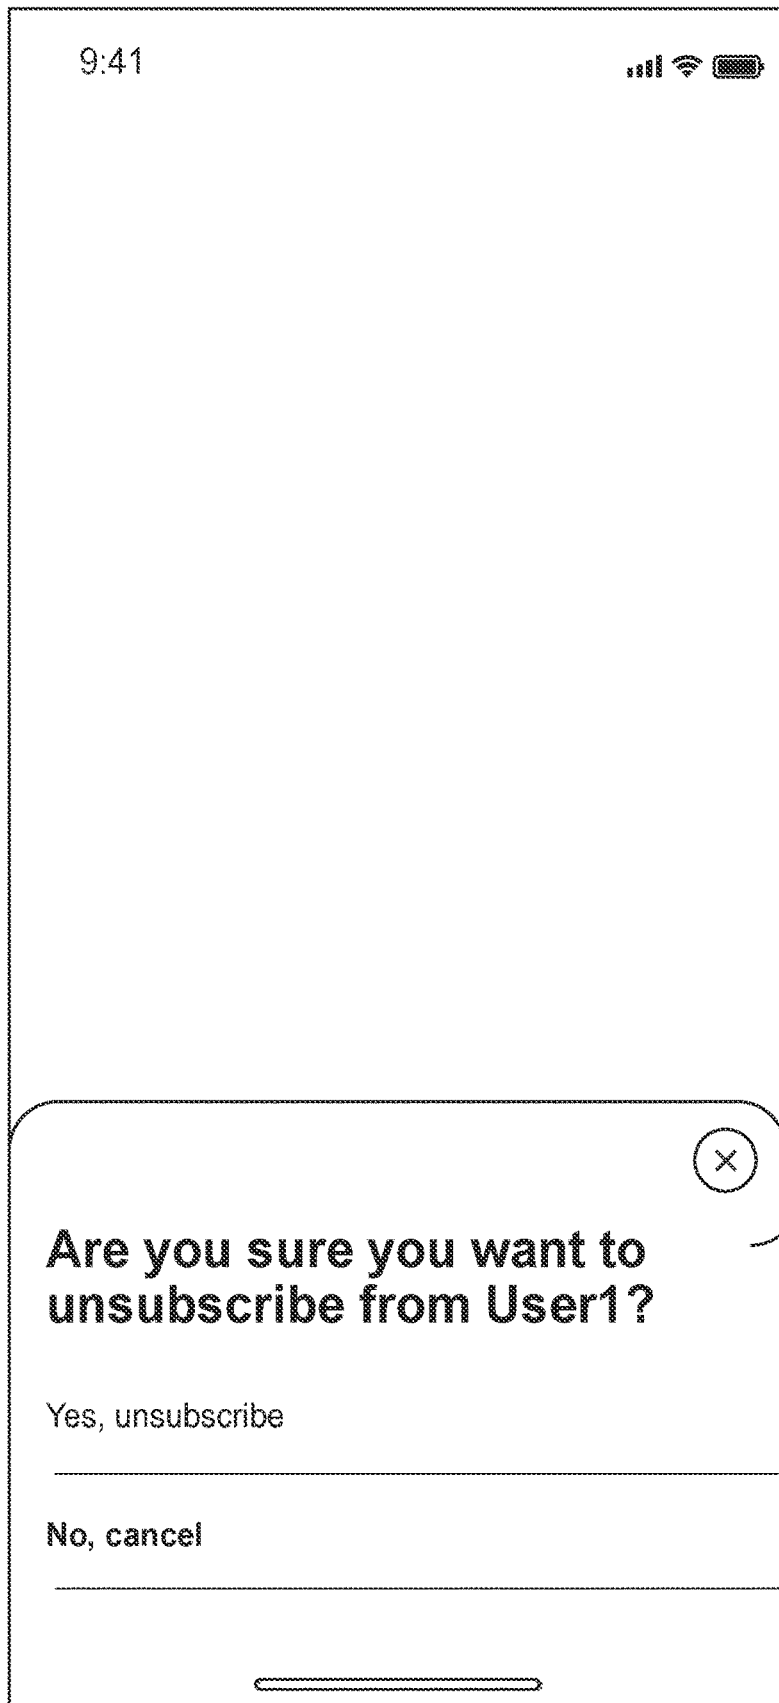 9:41
Are you sure you want to
unsubscribe from User1?
Yes, unsubscribe
No, cancel